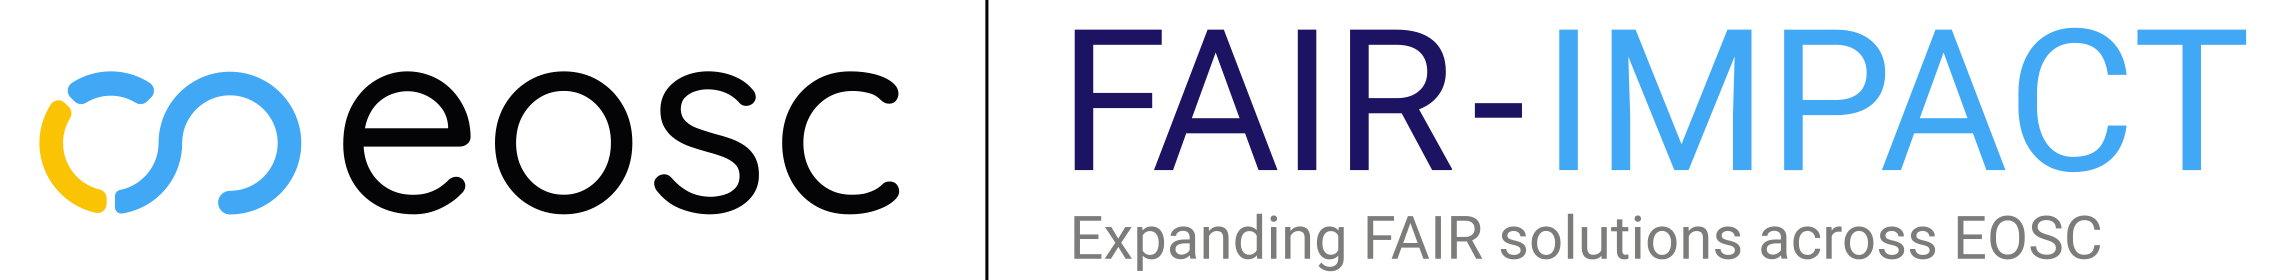 eosc
FAIR-IMPACT
Expanding FAIR solutions across EOSC